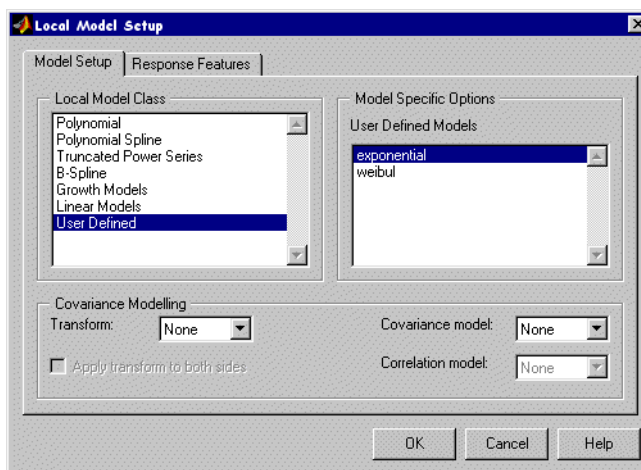 Local Model Setup
Model Setup
Response Features
Local Model Class
Polynomial
Polynomial Spline
Truncated Power Series
B-Spline
Growth Models
Linear Models
User Defined
Model Specific Options
User Defined Models
exponential
weibul
Covariance Modelling
Transform: None
Apply transform to both sides
Covariance model: None
Correlation model: None
OK Cancel Help